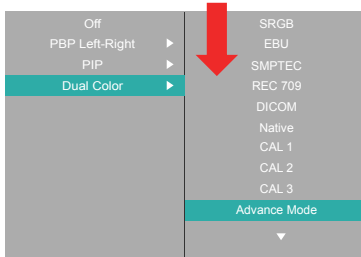 Off
PBP Left-Right
PIP
Dual Color
SRGB
EBU
SMPTEC
REC 709
DICOM
Native
CAL 1
CAL 2
CAL 3
Advance Mode